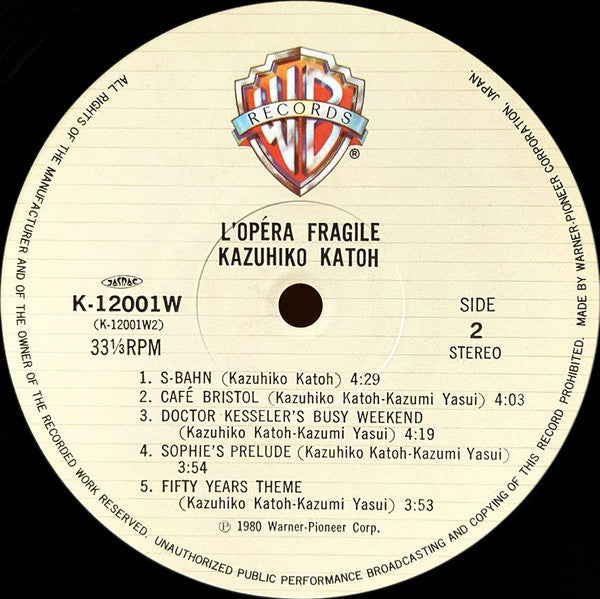 WB
RECORDS
®
L'OPÉRA FRAGILE
KAZUHIKO KATOH
JASRAC
K-12001W
(K-12001W2)
33⅓RPM
SIDE
2
STEREO
1. S-BAHN (Kazuhiko Katoh) 4:29
2. CAFÉ BRISTOL (Kazuhiko Katoh-Kazumi Yasui) 4:03
3. DOCTOR KESSELER'S BUSY WEEKEND
(Kazuhiko Katoh-Kazumi Yasui) 4:19
4. SOPHIE'S PRELUDE (Kazuhiko Katoh-Kazumi Yasui)
3:54
5. FIFTY YEARS THEME
(Kazuhiko Katoh-Kazumi Yasui) 3:53
℗ 1980 Warner-Pioneer Corp.
ALL RIGHTS OF THE MANUFACTURER AND OF THE OWNER OF THE RECORDED WORK RESERVED. UNAUTHORIZED PUBLIC PERFORMANCE BROADCASTING AND COPYING OF THIS RECORD PROHIBITED. MADE BY WARNER-PIONEER CORPORATION, JAPAN.